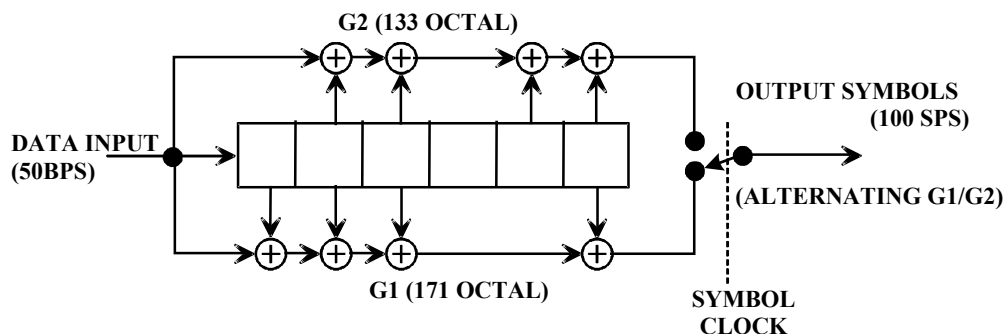 G2 (133 OCTAL)
DATA INPUT
(50BPS)
OUTPUT SYMBOLS
(100 SPS)
(ALTERNATING G1/G2)
G1 (171 OCTAL)
SYMBOL
CLOCK